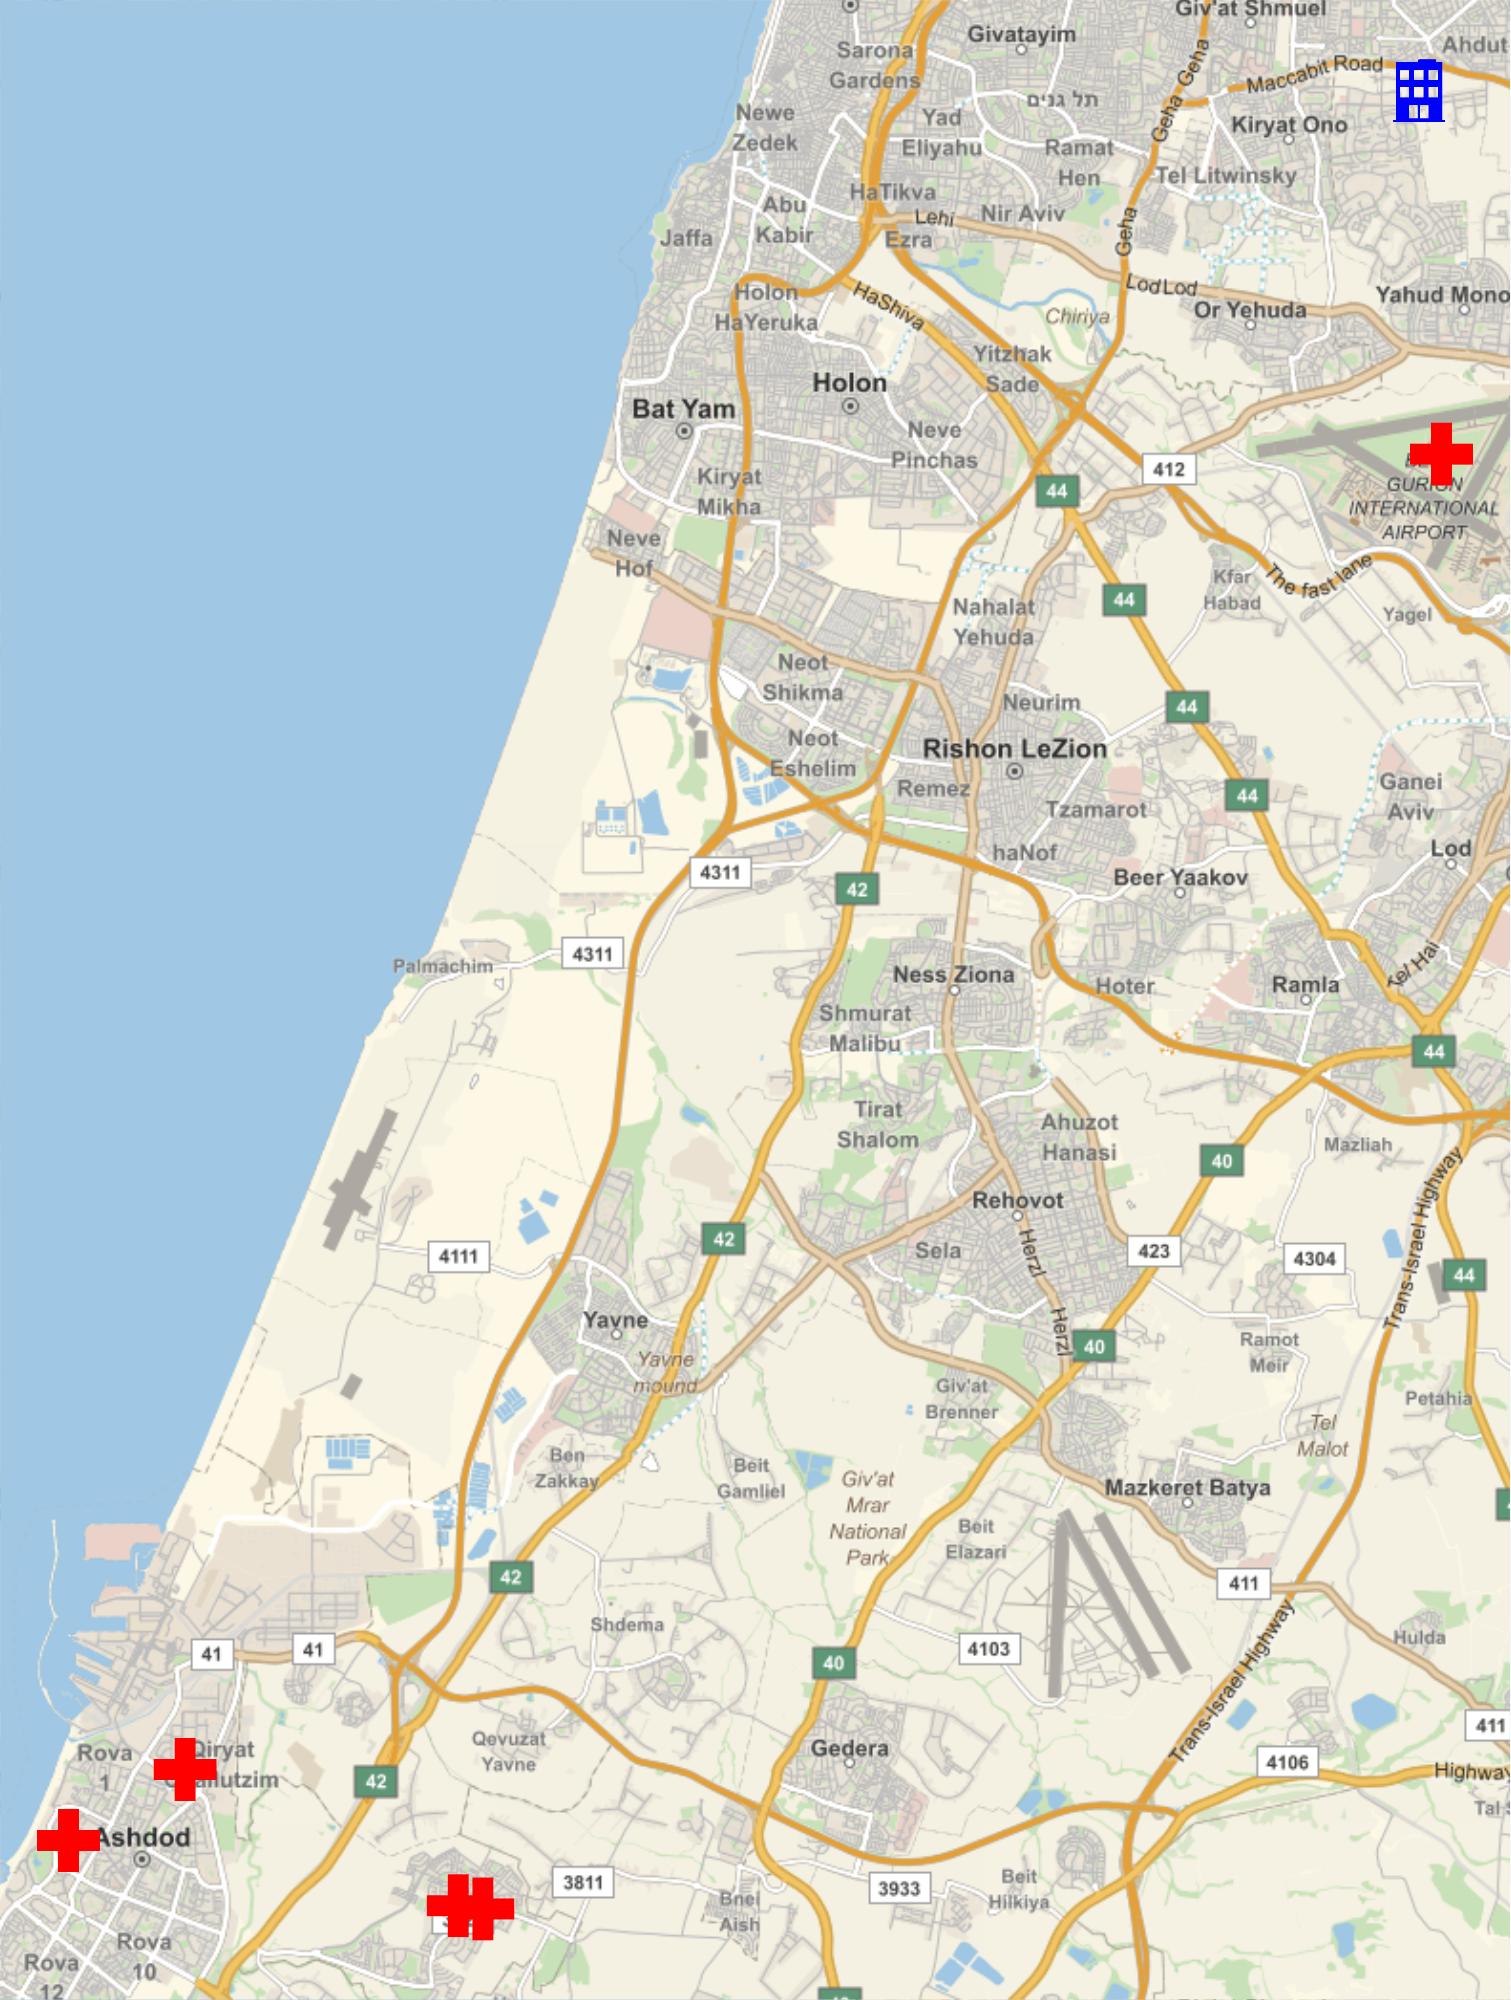 Giv'at Shmuel
Givatayim
Ahdut
Sarona
Gardens
Geha
Maccabit Road
תל גנים
Newe
Zedek
Yad
Eliyahu
Geha
Kiryat Ono
Ramat
Hen
Tel Litwinsky
HaTikva
Abu
Kabir
Lehi
Nir Aviv
Geha
Jaffa
Ezra
Lod
Lod
Holon
HaYeruka
HaShiva
Chiriya
Or Yehuda
Yahud Mono
Yitzhak
Sade
Holon
Bat Yam
Neve
Pinchas
412
GURION
INTERNATIONAL
AIRPORT
Kiryat
Mikha
44
Neve
Hof
The fast lane
Kfar
Habad
44
Nahalat
Yehuda
Yagel
Neot
Shikma
Neurim
44
Neot
Eshelim
Rishon LeZion
Remez
44
Ganei
Aviv
Tzamarot
haNof
Lod
4311
42
Beer Yaakov
4311
Palmachim
Ness Ziona
Hoter
Ramla
Te/ Hai
Shmurat
Malibu
44
Tirat
Shalom
Ahuzot
Hanasi
40
Mazliah
Rehovot
Trans-Israel Highway
42
Sela
Herzl
423
4304
4111
44
Yavne
Herzl
40
Ramot
Meir
Yavne
mound
Giv'at
Brenner
Petahia
Tel
Malot
Ben
Zakkay
Beit
Gamliel
Giv'at
Mrar
National
Park
Mazkeret Batya
Beit
Elazari
42
411
Shdema
Trans-Israel Highway
Hulda
41
41
40
4103
411
Qevuzat
Yavne
Gedera
Rova
1
Qiryat
42
4106
Highway
Tal
Ashdod
3811
3933
Beit
Hilkiya
Bnei
Aish
Rova
10
Rova
12